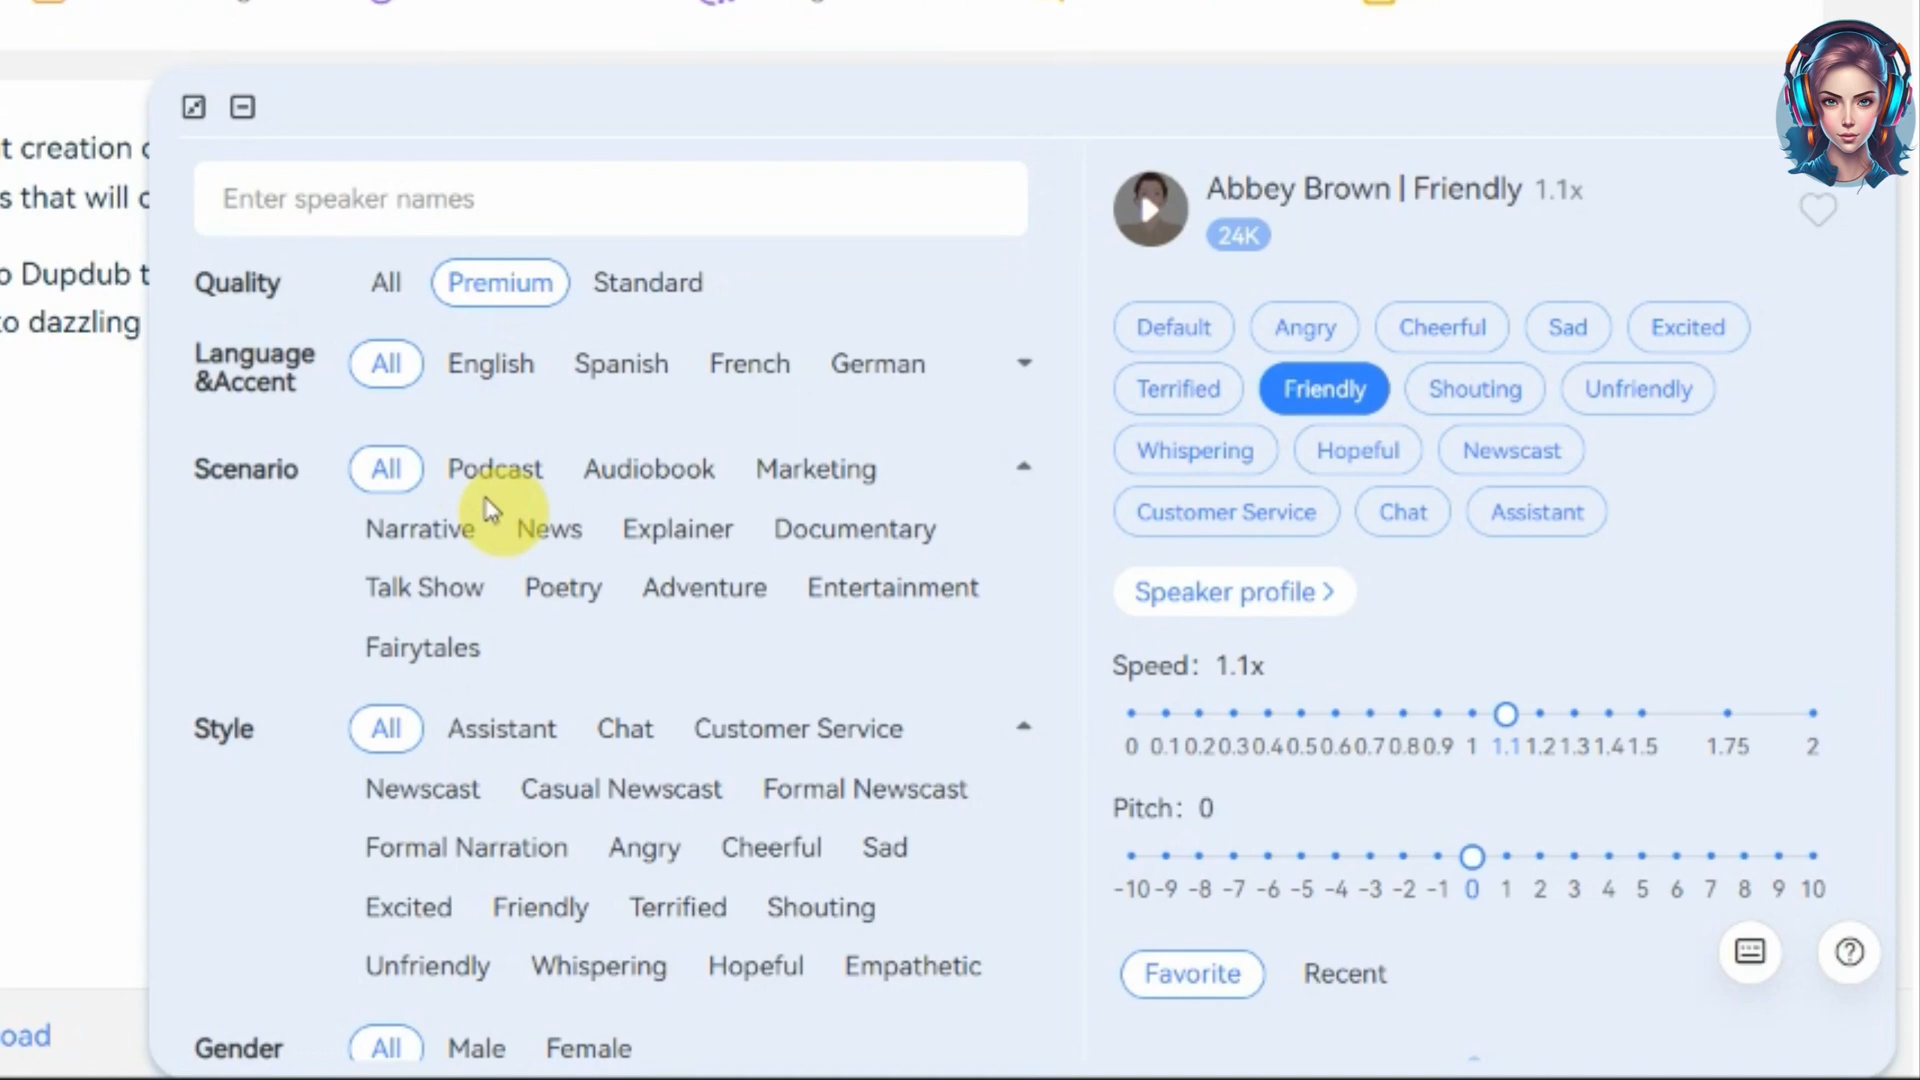 t creation
s that will
o Dupdub t
to dazzling
oad
Enter speaker names
Quality All Premium Standard
Language &Accent All English Spanish French German
Scenario All Podcast Audiobook Marketing
Narrative News Explainer Documentary
Talk Show Poetry Adventure Entertainment
Fairytales
Style All Assistant Chat Customer Service
Newscast Casual Newscast Formal Newscast
Formal Narration Angry Cheerful Sad
Excited Friendly Terrified Shouting
Unfriendly Whispering Hopeful Empathetic
Gender All Male Female
Abbey Brown | Friendly 1.1x
24K
Default Angry Cheerful Sad Excited
Terrified Friendly Shouting Unfriendly
Whispering Hopeful Newscast
Customer Service Chat Assistant
Speaker profile >
Speed: 1.1x
0 0.1 0.2 0.3 0.4 0.5 0.6 0.7 0.8 0.9 1 1.1 1.2 1.3 1.4 1.5 1.75 2
Pitch: 0
-10 -9 -8 -7 -6 -5 -4 -3 -2 -1 0 1 2 3 4 5 6 7 8 9 10
Favorite Recent